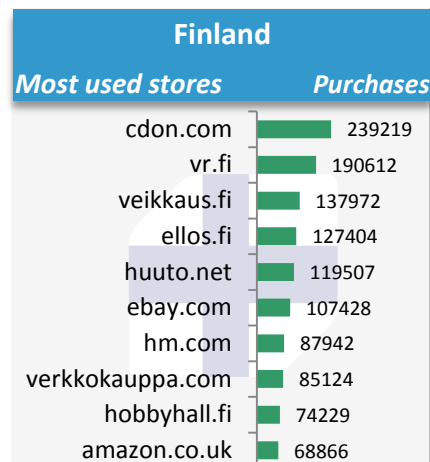 Finland
Most used stores Purchases
cdon.com 239219
vr.fi 190612
veikkaus.fi 137972
ellos.fi 127404
huuto.net 119507
ebay.com 107428
hm.com 87942
verkkokauppa.com 85124
hobbyhall.fi 74229
amazon.co.uk 68866